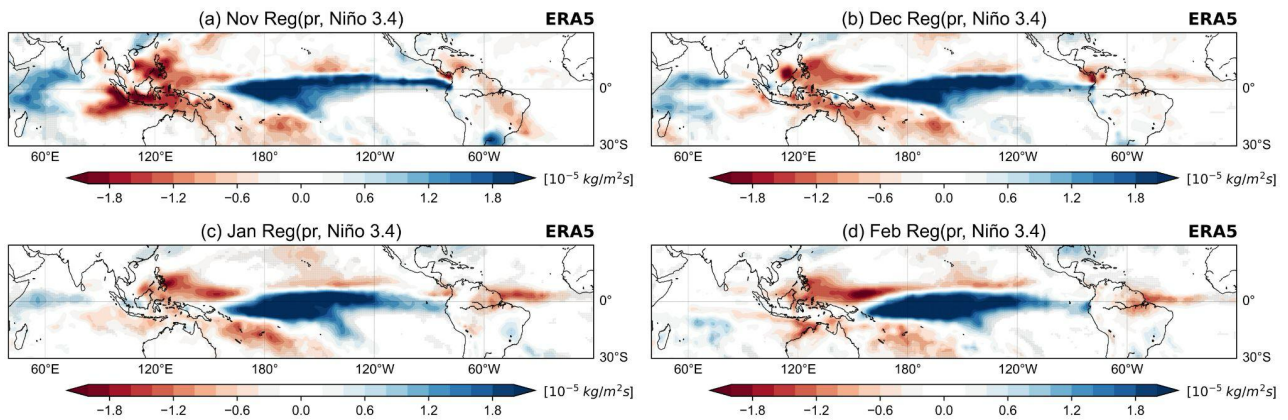 (a) Nov Reg(pr, Niño 3.4) ERA5
0°
30°S
60°E 120°E 180° 120°W 60°W
−1.8 −1.2 −0.6 0.0 0.6 1.2 1.8 [10⁻⁵ kg/m²s]
(b) Dec Reg(pr, Niño 3.4) ERA5
0°
30°S
60°E 120°E 180° 120°W 60°W
−1.8 −1.2 −0.6 0.0 0.6 1.2 1.8 [10⁻⁵ kg/m²s]
(c) Jan Reg(pr, Niño 3.4) ERA5
0°
30°S
60°E 120°E 180° 120°W 60°W
−1.8 −1.2 −0.6 0.0 0.6 1.2 1.8 [10⁻⁵ kg/m²s]
(d) Feb Reg(pr, Niño 3.4) ERA5
0°
30°S
60°E 120°E 180° 120°W 60°W
−1.8 −1.2 −0.6 0.0 0.6 1.2 1.8 [10⁻⁵ kg/m²s]